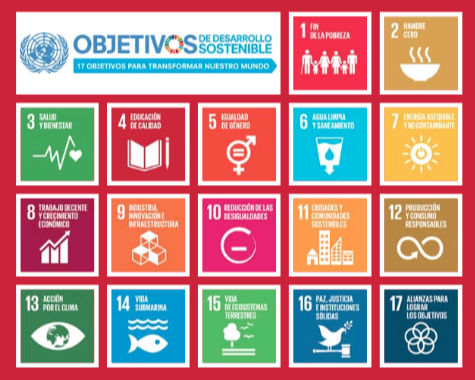 OBJETIVOS DE DESARROLLO SOSTENIBLE
17 OBJETIVOS PARA TRANSFORMAR NUESTRO MUNDO
1 FIN
DE LA POBREZA
2 HAMBRE
CERO
3 SALUD
Y BIENESTAR
4 EDUCACIÓN
DE CALIDAD
5 IGUALDAD
DE GÉNERO
6 AGUA LIMPIA
Y SANEAMIENTO
7 ENERGÍA ASEQUIBLE
Y NO CONTAMINANTE
8 TRABAJO DECENTE
Y CRECIMIENTO
ECONÓMICO
9 INDUSTRIA,
INNOVACIÓN E
INFRAESTRUCTURA
10 REDUCCIÓN DE LAS
DESIGUALDADES
11 CIUDADES Y
COMUNIDADES
SOSTENIBLES
12 PRODUCCIÓN
Y CONSUMO
RESPONSABLES
13 ACCIÓN
POR EL CLIMA
14 VIDA
SUBMARINA
15 VIDA
DE ECOSISTEMAS
TERRESTRES
16 PAZ, JUSTICIA
E INSTITUCIONES
SÓLIDAS
17 ALIANZAS PARA
LOGRAR
LOS OBJETIVOS